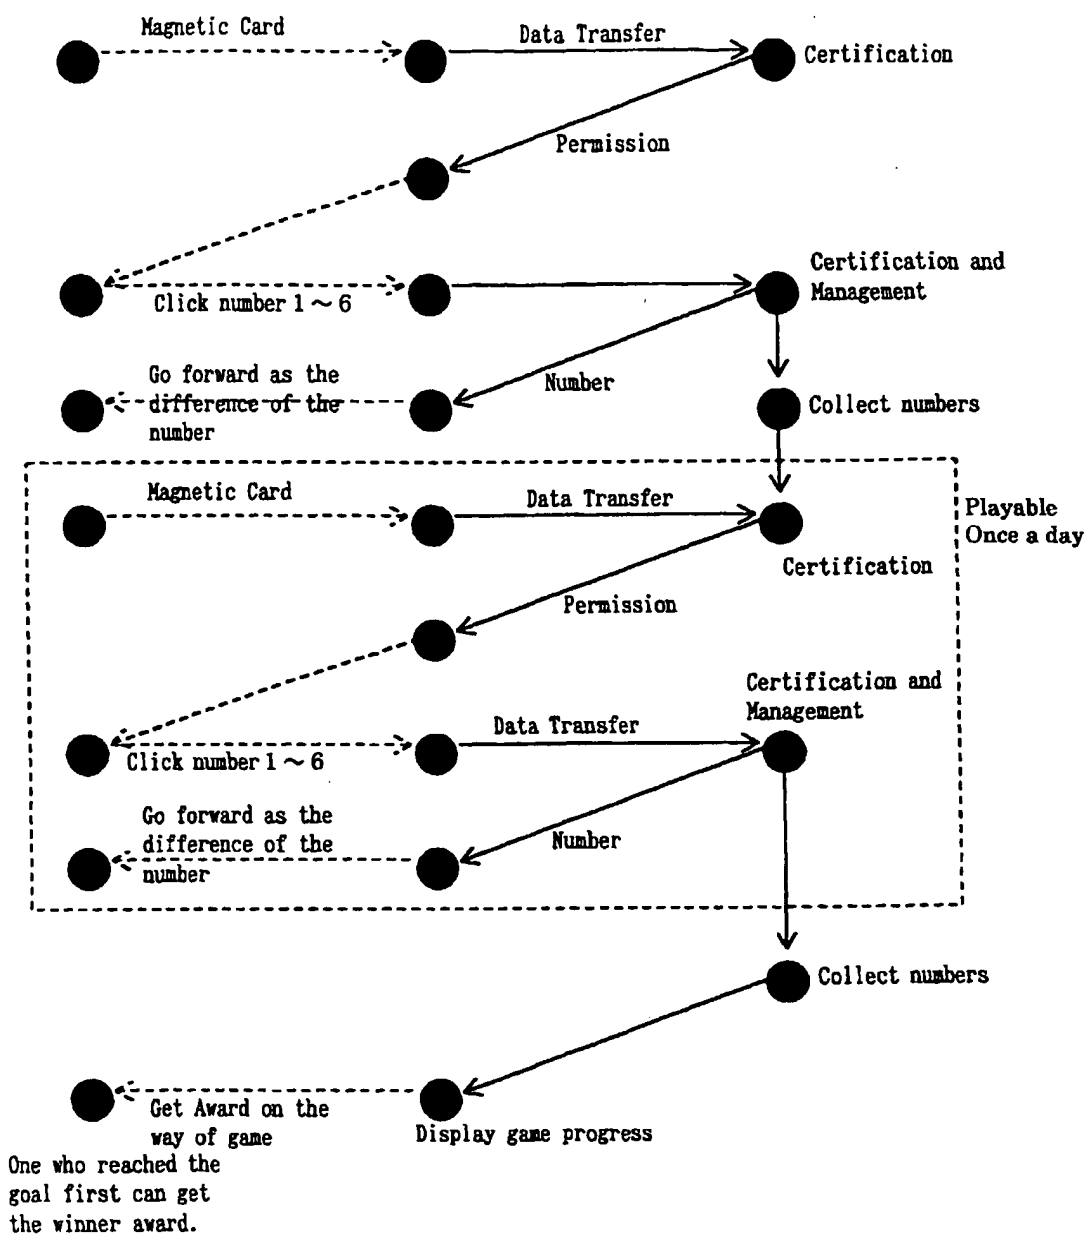 Magnetic Card
Data Transfer
Certification
Permission
Click number 1 ~ 6
Certification and
Management
Go forward as the
difference of the
number
Number
Collect numbers
Magnetic Card
Data Transfer
Playable
Once a day
Certification
Permission
Certification and
Management
Data Transfer
Click number 1 ~ 6
Go forward as the
difference of the
number
Number
Collect numbers
Get Award on the
way of game
Display game progress
One who reached the
goal first can get
the winner award.